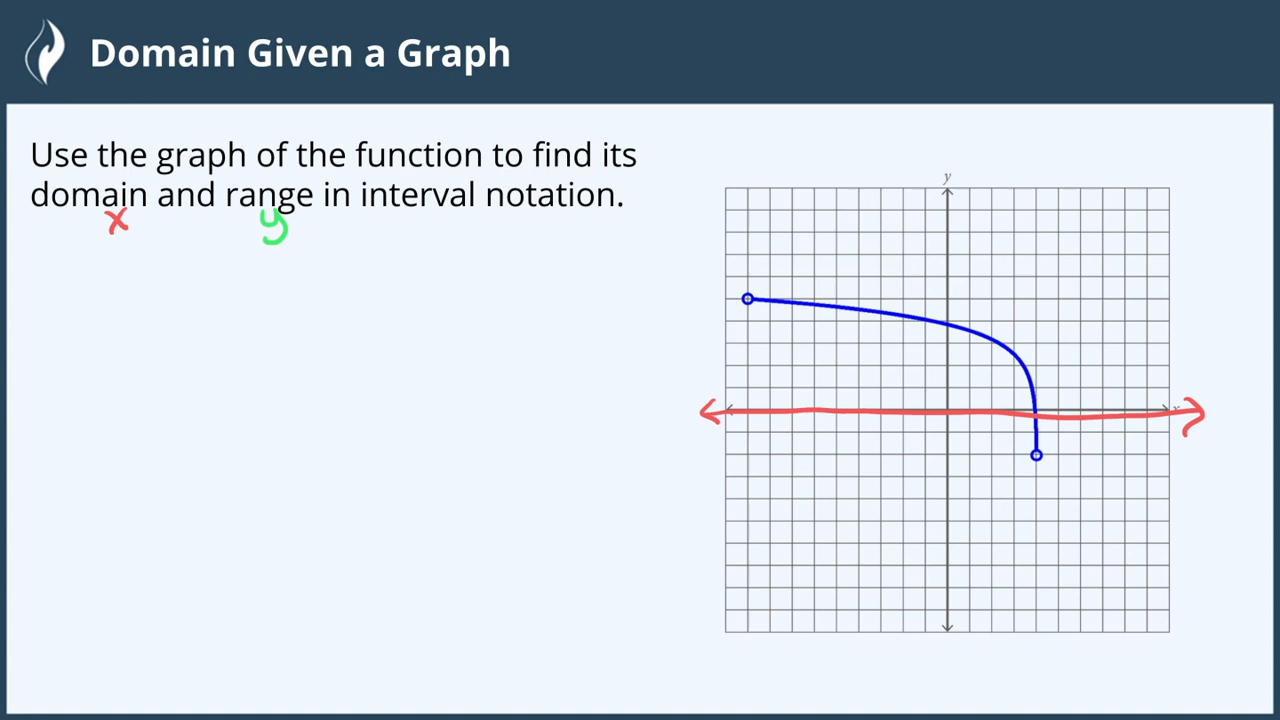 Domain Given a Graph
Use the graph of the function to find its
domain and range in interval notation.
x y
y
x